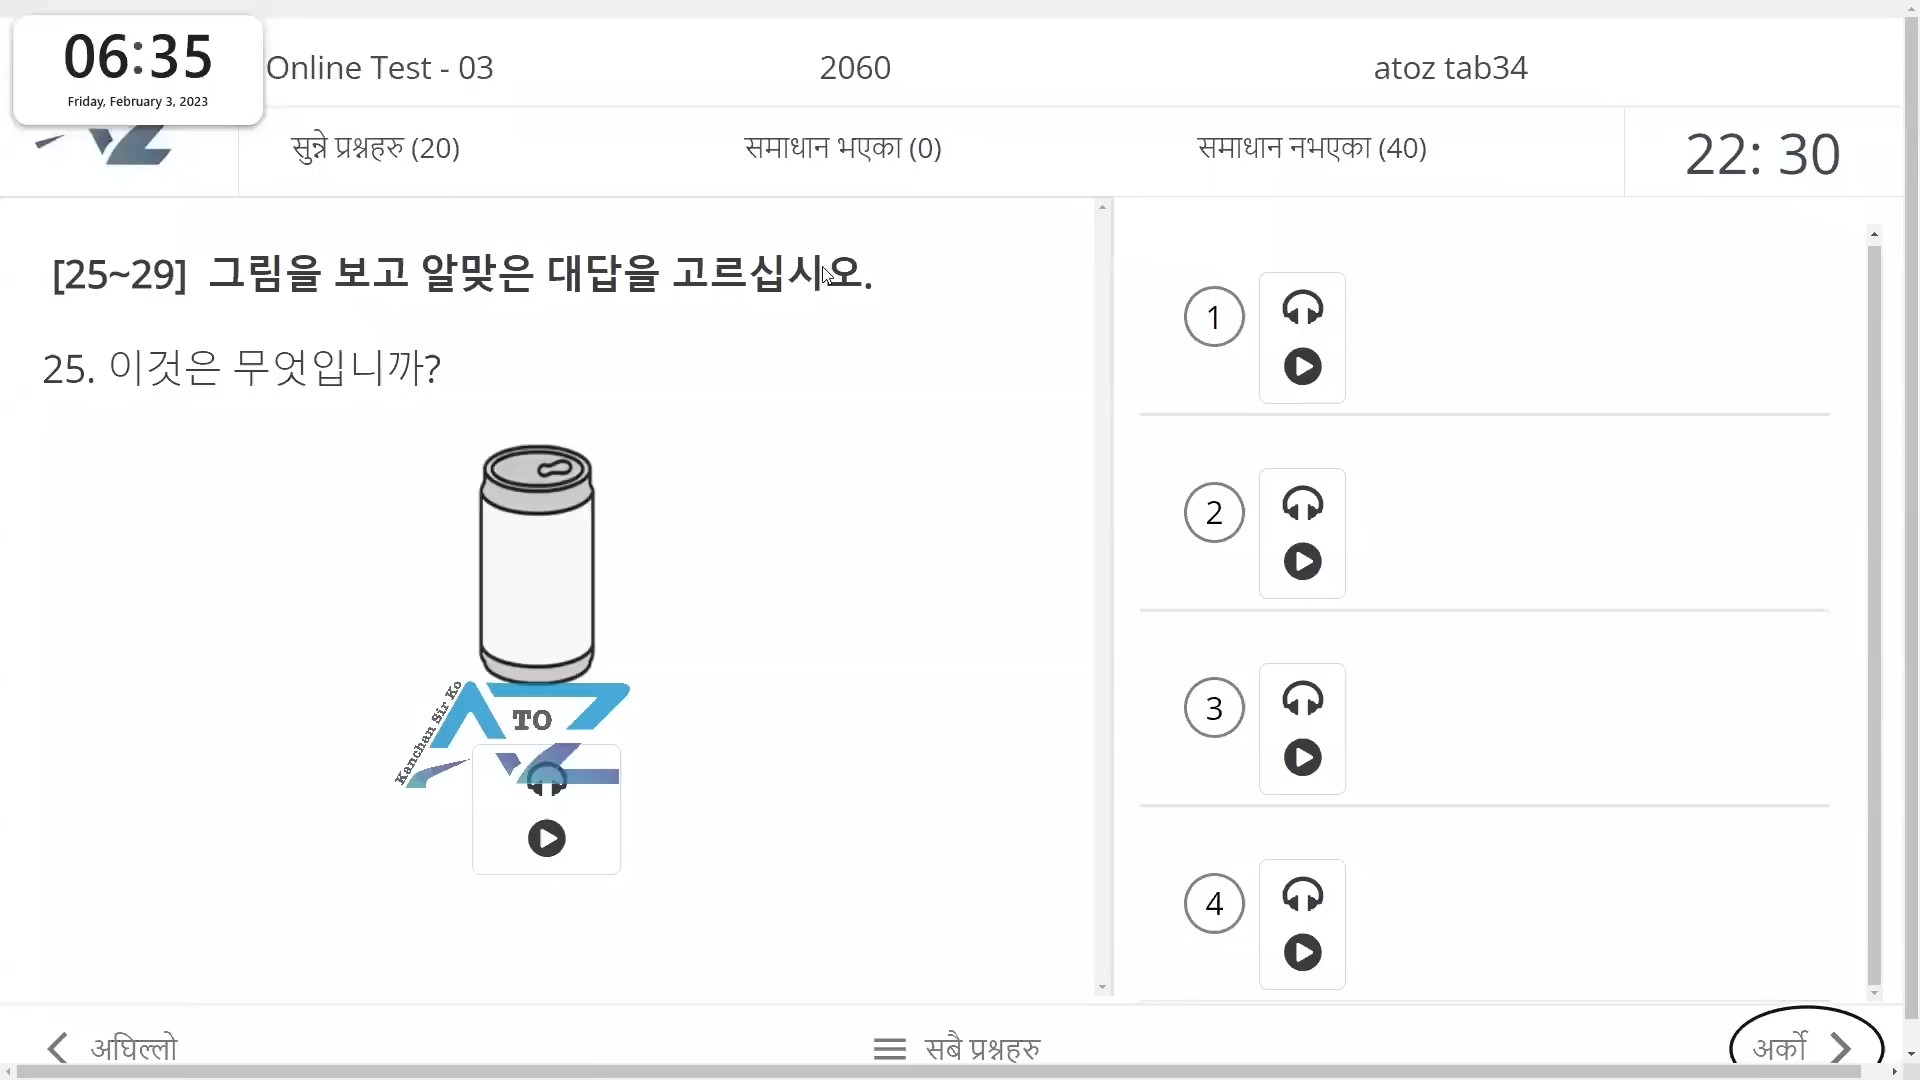 06:35
Friday, February 3, 2023
Online Test - 03
2060
atoz tab34
सुन्ने प्रश्नहरु (20)
समाधान भएका (0)
समाधान नभएका (40)
22: 30
[25~29] 그림을 보고 알맞은 대답을 고르십시오.
25. 이것은 무엇입니까?
Kanchan Sir Ko
A TO Z
1
2
3
4
अघिल्लो
सबै प्रश्नहरु
अर्को